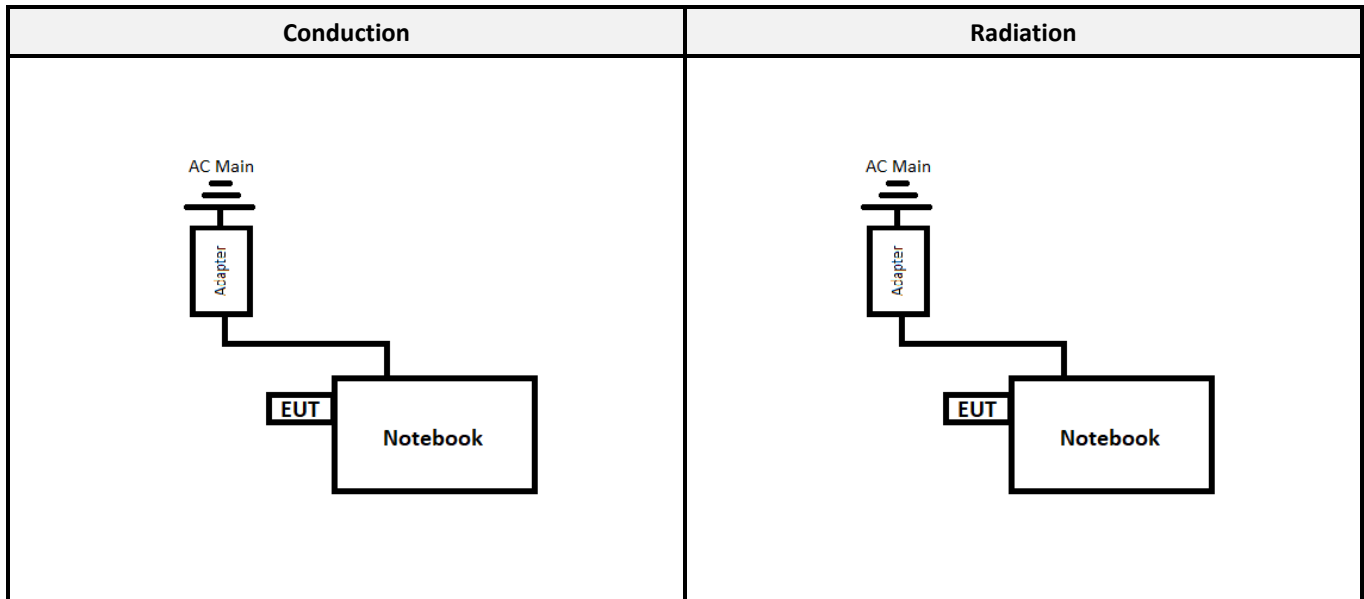 Conduction
Radiation
AC Main
Adapter
EUT
Notebook
AC Main
Adapter
EUT
Notebook